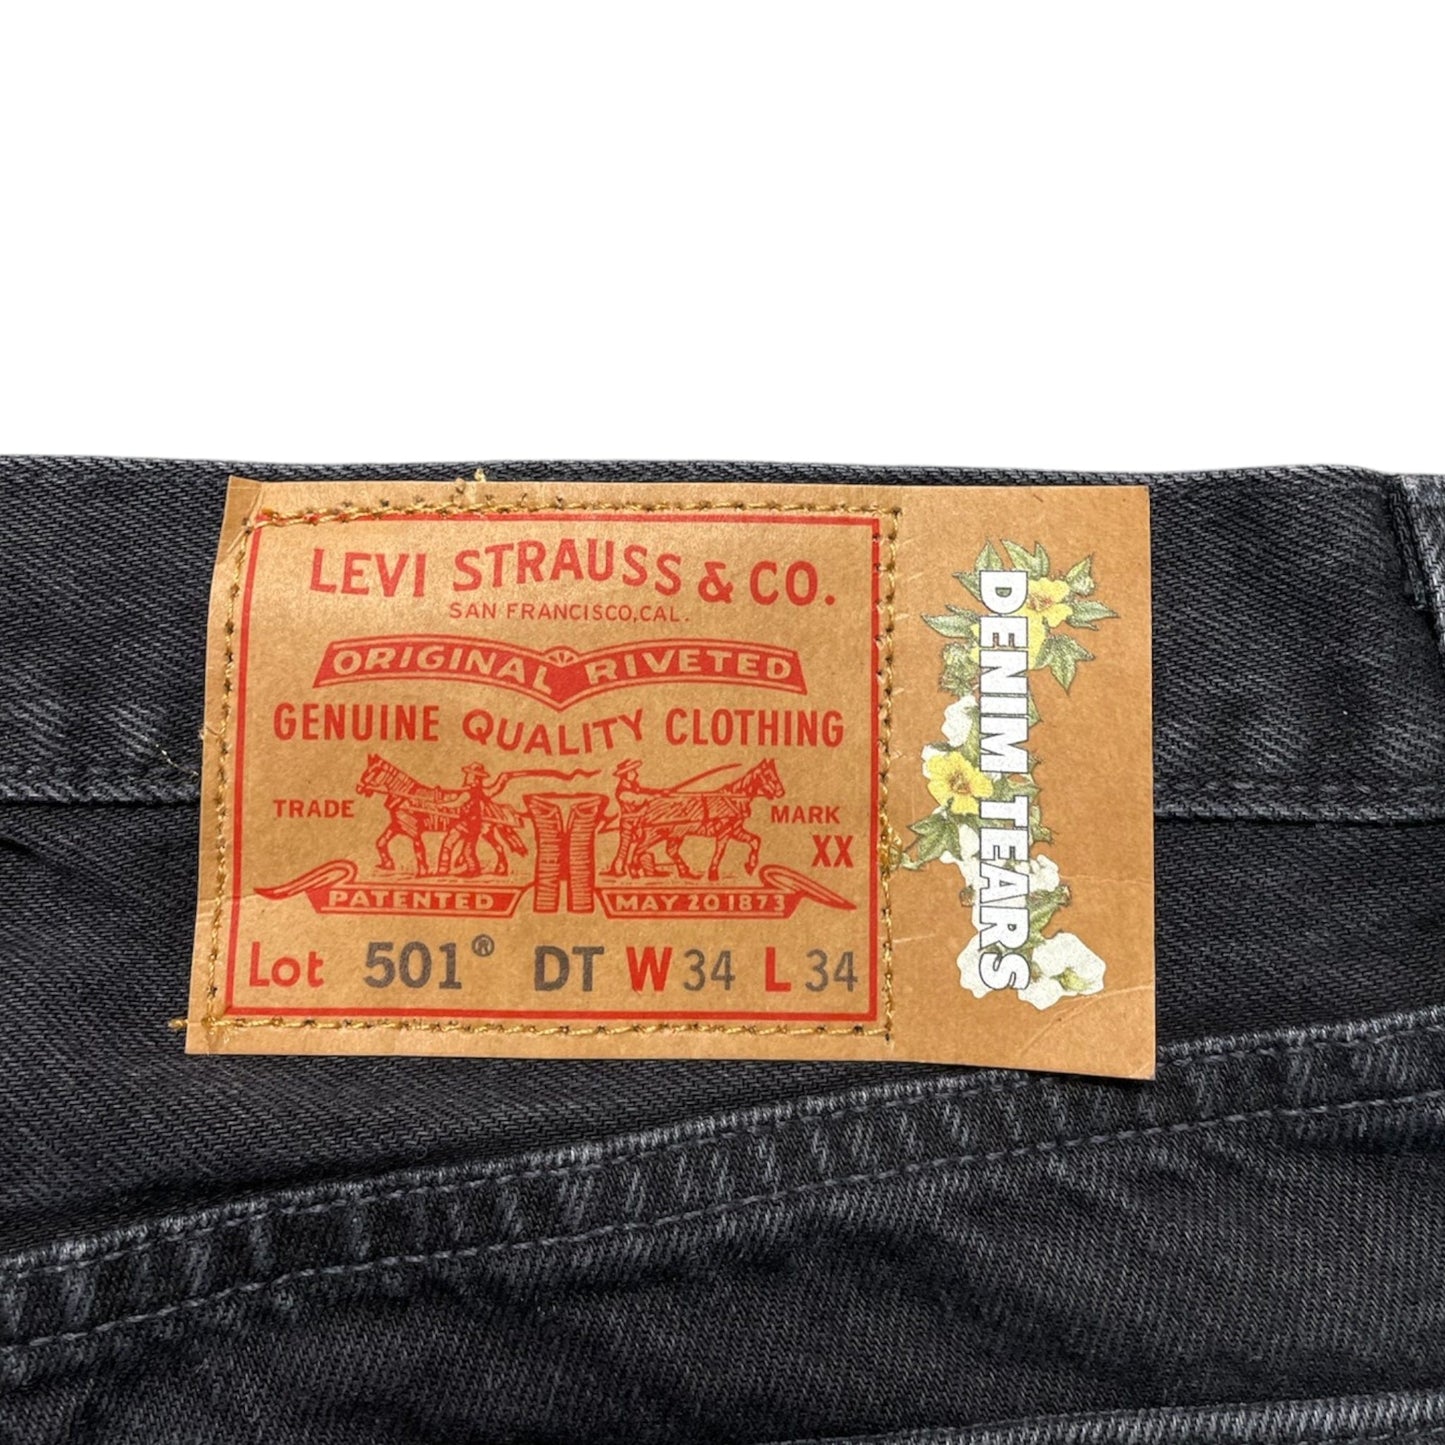 LEVI STRAUSS & CO.
SAN FRANCISCO, CAL.
ORIGINAL RIVETED
GENUINE QUALITY CLOTHING
TRADE MARK
XX
PATENTED MAY 20 1873
Lot 501® DT W 34 L 34
DENIM TEARS